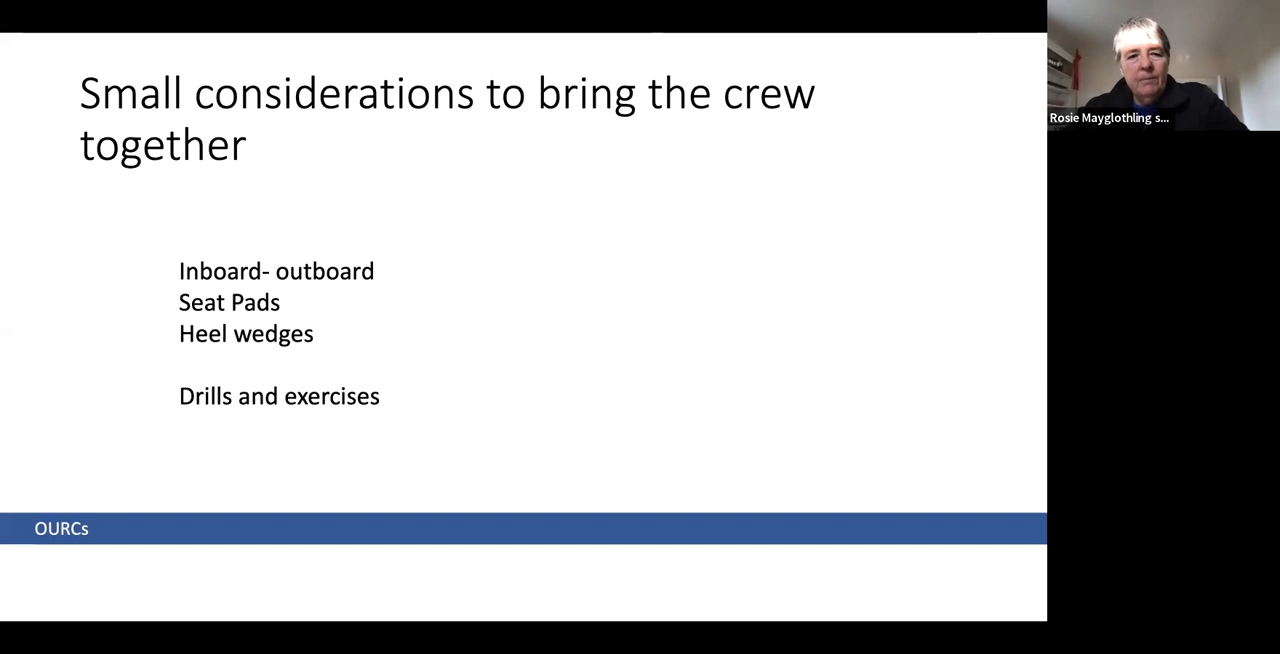 Small considerations to bring the crew
together
Inboard- outboard
Seat Pads
Heel wedges
Drills and exercises
OURCs
Rosie Mayglothling s...